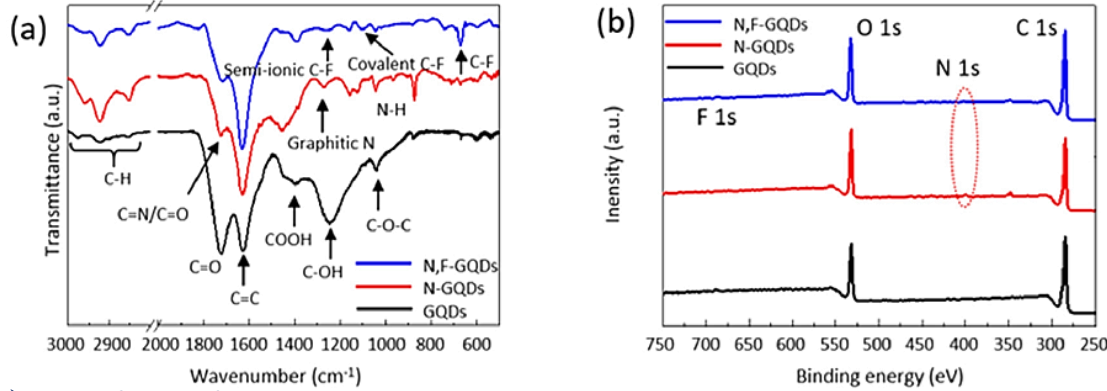 (a)
Semi-ionic C-F
Covalent C-F
C-F
N-H
Graphitic N
C-H
C=N/C=O
COOH
C-O-C
C=O
C-OH
C=C
N,F-GQDs
N-GQDs
GQDs
Transmittance (a.u.)
3000 2900 2000 1800 1600 1400 1200 1000 800 600
Wavenumber (cm-1)
(b)
N,F-GQDs
N-GQDs
GQDs
O 1s
C 1s
N 1s
F 1s
Inensity (a.u.)
750 700 650 600 550 500 450 400 350 300 250
Binding energy (eV)